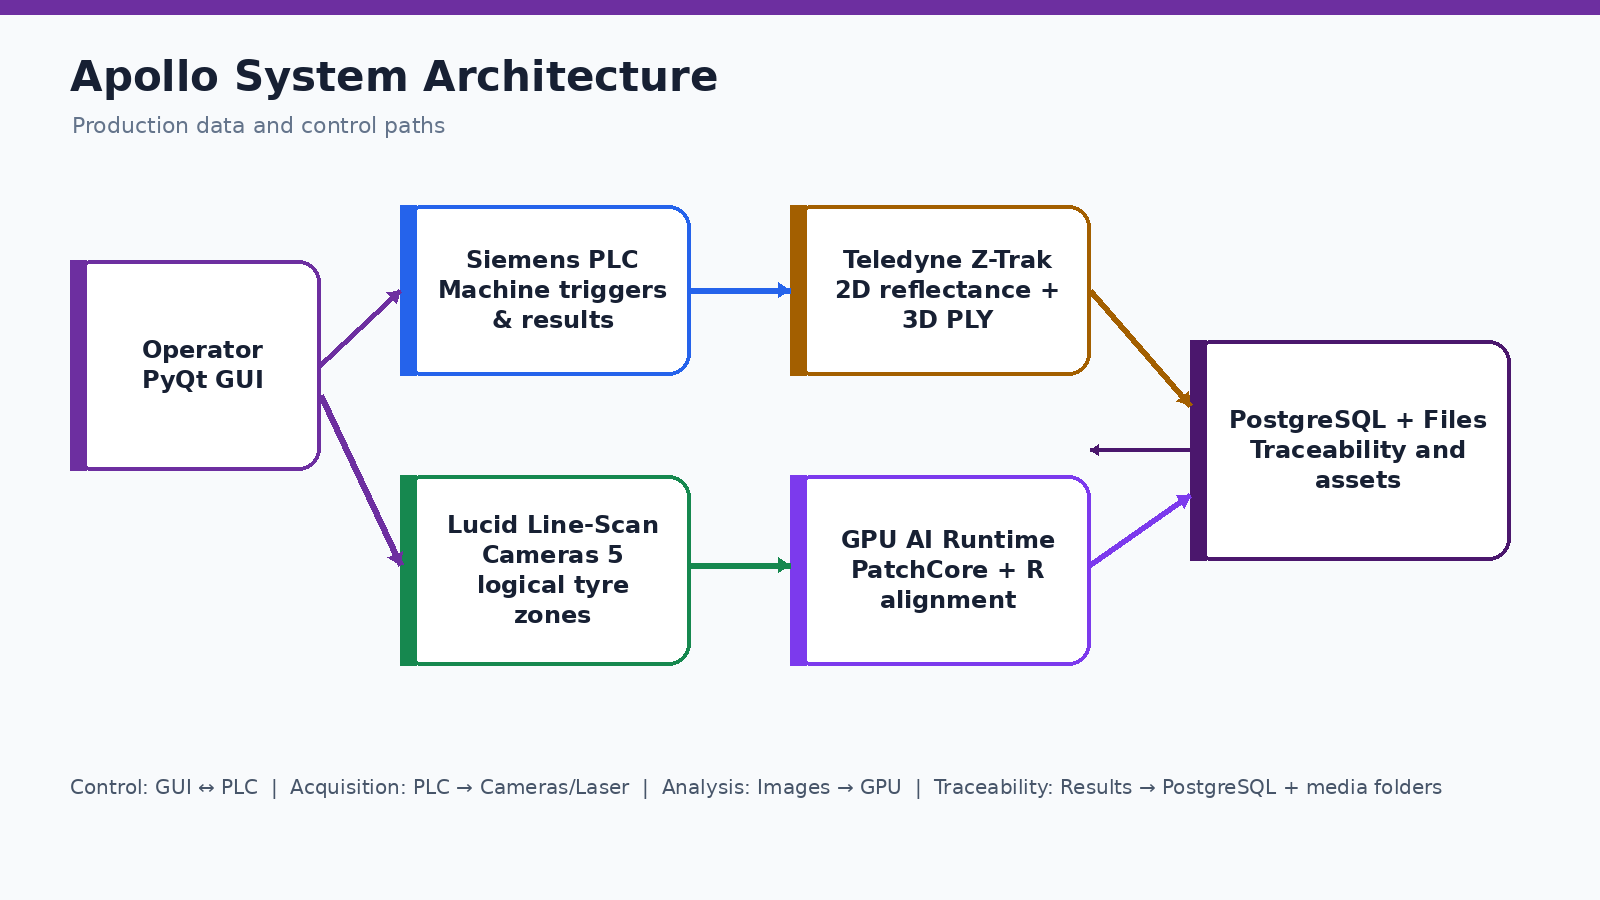 Apollo System Architecture
Production data and control paths
Operator
PyQt GUI
Siemens PLC
Machine triggers
& results
Teledyne Z-Trak
2D reflectance +
3D PLY
PostgreSQL + Files
Traceability and
assets
Lucid Line-Scan
Cameras 5
logical tyre
zones
GPU AI Runtime
PatchCore + R
alignment
Control: GUI ↔ PLC | Acquisition: PLC → Cameras/Laser | Analysis: Images → GPU | Traceability: Results → PostgreSQL + media folders